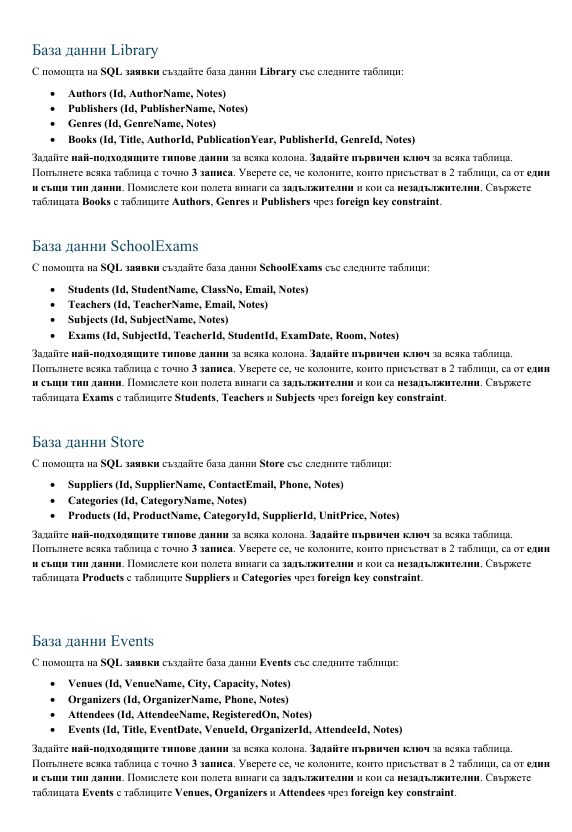 База данни Library
С помощта на SQL заявки създайте база данни Library със следните таблици:
• Authors (Id, AuthorName, Notes)
• Publishers (Id, PublisherName, Notes)
• Genres (Id, GenreName, Notes)
• Books (Id, Title, AuthorId, PublicationYear, PublisherId, GenreId, Notes)
Задайте най-подходящите типове данни за всяка колона. Задайте първичен ключ за всяка таблица.
Попълнете всяка таблица с точно 3 записа. Уверете се, че колоните, които присъстват в 2 таблици, са от един
и същи тип данни. Помислете кои полета винаги са задължителни и кои са незадължителни. Свържете
таблицата Books с таблиците Authors, Genres и Publishers чрез foreign key constraint.
База данни SchoolExams
С помощта на SQL заявки създайте база данни SchoolExams със следните таблици:
• Students (Id, StudentName, ClassNo, Email, Notes)
• Teachers (Id, TeacherName, Email, Notes)
• Subjects (Id, SubjectName, Notes)
• Exams (Id, SubjectId, TeacherId, StudentId, ExamDate, Room, Notes)
Задайте най-подходящите типове данни за всяка колона. Задайте първичен ключ за всяка таблица.
Попълнете всяка таблица с точно 3 записа. Уверете се, че колоните, които присъстват в 2 таблици, са от един
и същи тип данни. Помислете кои полета винаги са задължителни и кои са незадължителни. Свържете
таблицата Exams с таблиците Students, Teachers и Subjects чрез foreign key constraint.
База данни Store
С помощта на SQL заявки създайте база данни Store със следните таблици:
• Suppliers (Id, SupplierName, ContactEmail, Phone, Notes)
• Categories (Id, CategoryName, Notes)
• Products (Id, ProductName, CategoryId, SupplierId, UnitPrice, Notes)
Задайте най-подходящите типове данни за всяка колона. Задайте първичен ключ за всяка таблица.
Попълнете всяка таблица с точно 3 записа. Уверете се, че колоните, които присъстват в 2 таблици, са от един
и същи тип данни. Помислете кои полета винаги са задължителни и кои са незадължителни. Свържете
таблицата Products с таблиците Suppliers и Categories чрез foreign key constraint.
База данни Events
С помощта на SQL заявки създайте база данни Events със следните таблици:
• Venues (Id, VenueName, City, Capacity, Notes)
• Organizers (Id, OrganizerName, Phone, Notes)
• Attendees (Id, AttendeeName, RegisteredOn, Notes)
• Events (Id, Title, EventDate, VenueId, OrganizerId, AttendeeId, Notes)
Задайте най-подходящите типове данни за всяка колона. Задайте първичен ключ за всяка таблица.
Попълнете всяка таблица с точно 3 записа. Уверете се, че колоните, които присъстват в 2 таблици, са от един
и същи тип данни. Помислете кои полета винаги са задължителни и кои са незадължителни. Свържете
таблицата Events с таблиците Venues, Organizers и Attendees чрез foreign key constraint.